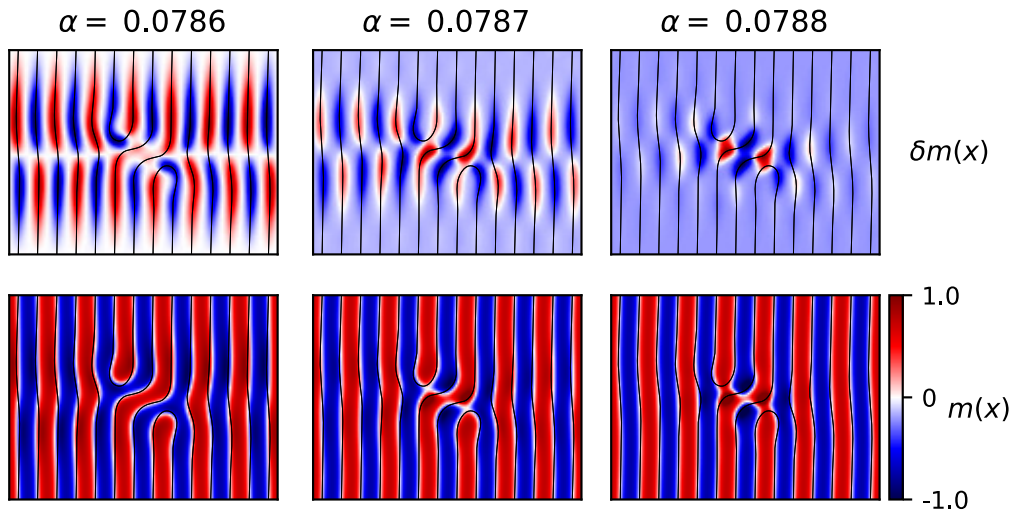 α = 0.0786
α = 0.0787
α = 0.0788
δm(x)
1.0
0
m(x)
-1.0